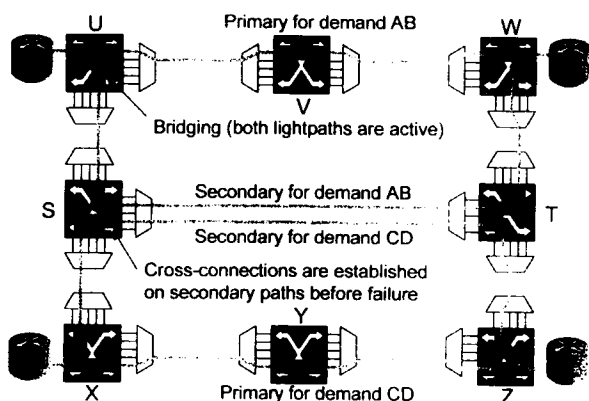 U
Primary for demand AB
W
V
Bridging (both lightpaths are active)
S
Secondary for demand AB
T
Secondary for demand CD
Cross-connections are established
on secondary paths before failure
Y
X
Primary for demand CD
Z